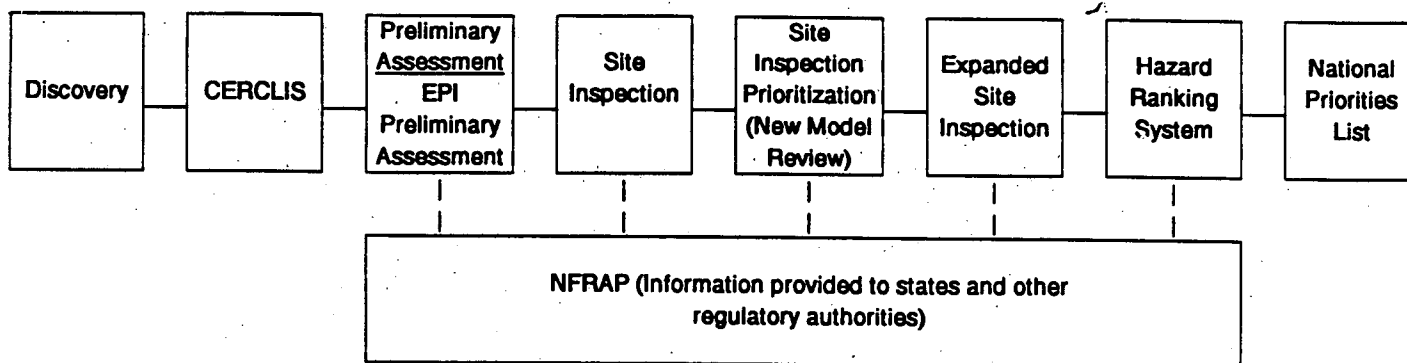 Discovery
CERCLIS
Preliminary
Assessment
EPI
Preliminary
Assessment
Site
Inspection
Site
Inspection
Prioritization
(New Model
Review)
Expanded
Site
Inspection
Hazard
Ranking
System
National
Priorities
List
NFRAP (Information provided to states and other
regulatory authorities)